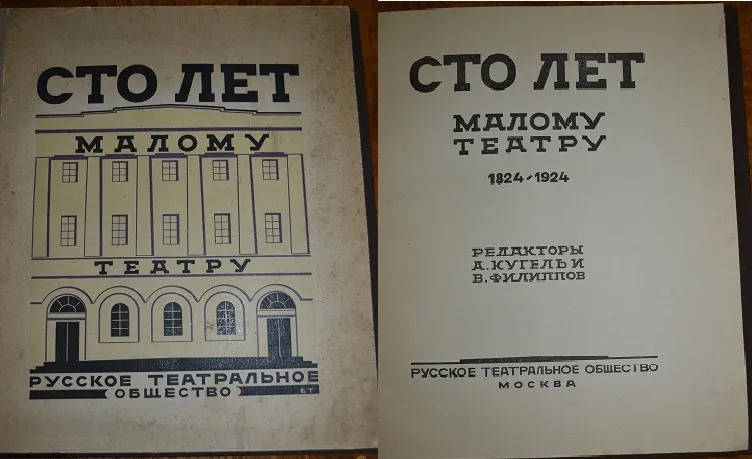 СТО ЛЕТ
МАЛОМУ
ТЕАТРУ
РУССКОЕ ТЕАТРАЛЬНОЕ
ОБЩЕСТВО
Б Т
СТО ЛЕТ
МАЛОМУ
ТЕАТРУ
1824-1924
РЕДАКТОРЫ
А.КУГЕЛЬ И
В.ФИЛИППОВ
РУССКОЕ ТЕАТРАЛЬНОЕ ОБЩЕСТВО
МОСКВА